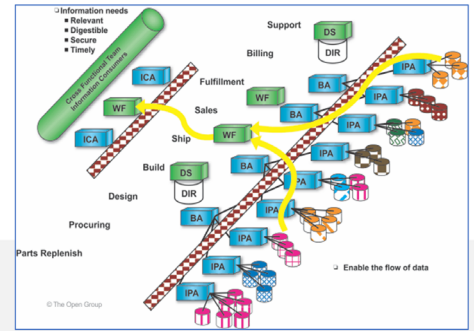 Information needs
Relevant
Digestible
Secure
Timely
Cross Functional Team
Information Consumers
Support
DS
DIR
Billing
IPA
ICA
Fulfillment
BA
IPA
WF
WF
Sales
BA
IPA
ICA
Ship
WF
IPA
Build
BA
DS
IPA
DIR
Design
BA
IPA
Procuring
IPA
Parts Replenish
IPA
Enable the flow of data
IPA
© The Open Group